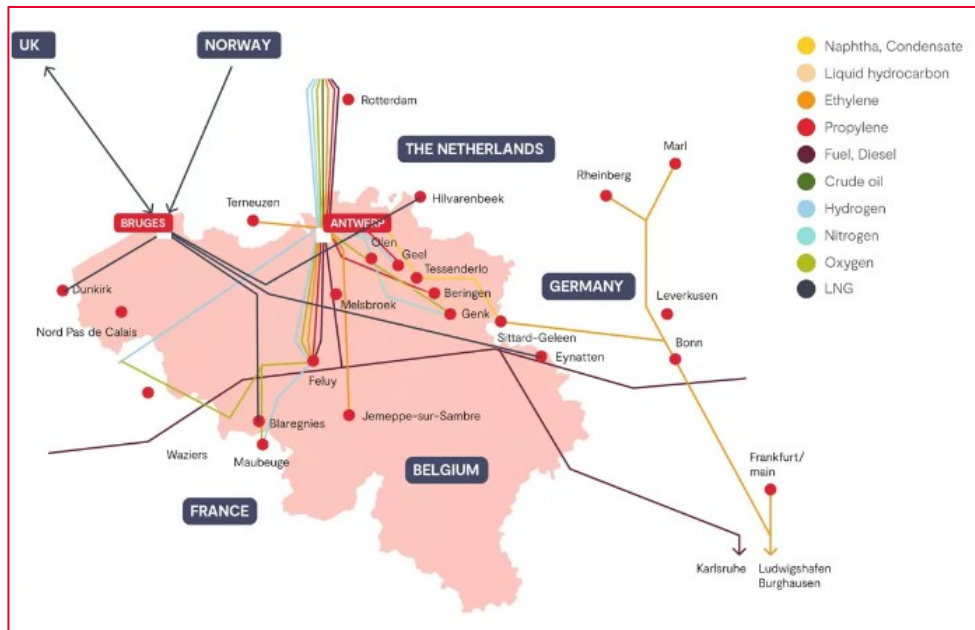 UK
NORWAY
Naphtha, Condensate
Liquid hydrocarbon
Ethylene
Propylene
Fuel, Diesel
Crude oil
Hydrogen
Nitrogen
Oxygen
LNG
Rotterdam
THE NETHERLANDS
Marl
Rheinberg
Hilvarenbeek
Terneuzen
BRUGES
ANTWERP
Olen
Geel
Tessenderlo
GERMANY
Dunkirk
Melsbroek
Beringen
Leverkusen
Genk
Nord Pas de Calais
Sittard-Geleen
Bonn
Eynatten
Feluy
Blaregnies
Jemeppe-sur-Sambre
Waziers
Maubeuge
BELGIUM
Frankfurt/
main
FRANCE
Karlsruhe
Ludwigshafen
Burghausen